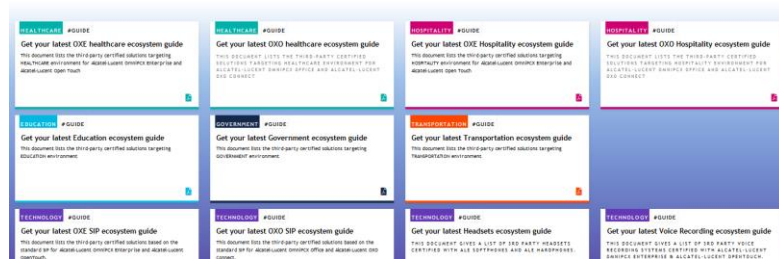 HEALTHCARE #GUIDE
Get your latest OXE healthcare ecosystem guide
This document lists the third-party certified solutions targeting
HEALTHCARE environment for Alcatel-Lucent OmniPCX Enterprise and
Alcatel-Lucent Open Touch
HEALTHCARE #GUIDE
Get your latest OXO healthcare ecosystem guide
THIS DOCUMENT LISTS THE THIRD-PARTY CERTIFIED
SOLUTIONS TARGETING HEALTHCARE ENVIRONMENT FOR
ALCATEL-LUCENT OMNIPCX OFFICE AND ALCATEL-LUCENT
OXO CONNECT
HOSPITALITY #GUIDE
Get your latest OXE Hospitality ecosystem guide
This document lists the third-party certified solutions targeting
HOSPITALITY environment for Alcatel-Lucent OmniPCX Enterprise and
Alcatel-Lucent Open Touch
HOSPITALITY #GUIDE
Get your latest OXO Hospitality ecosystem guide
THIS DOCUMENT LISTS THE THIRD-PARTY CERTIFIED
SOLUTIONS TARGETING HOSPITALITY ENVIRONMENT FOR
ALCATEL-LUCENT OMNIPCX OFFICE AND ALCATEL-LUCENT
OXO CONNECT
EDUCATION #GUIDE
Get your latest Education ecosystem guide
This document lists the third-party certified solutions targeting
EDUCATION environment
GOVERNMENT #GUIDE
Get your latest Government ecosystem guide
This document lists the third-party certified solutions targeting
GOVERNMENT environment
TRANSPORTATION #GUIDE
Get your latest Transportation ecosystem guide
This document lists the third-party certified solutions targeting
TRANSPORTATION environment
TECHNOLOGY #GUIDE
Get your latest OXE SIP ecosystem guide
This document lists the third-party certified solutions based on the
standard SIP for Alcatel-Lucent OmniPCX Enterprise and Alcatel-Lucent
OpenTouch.
TECHNOLOGY #GUIDE
Get your latest OXO SIP ecosystem guide
This document lists the third-party certified solutions based on the
standard SIP for Alcatel-Lucent OmniPCX Office and Alcatel-Lucent OXO
Connect.
TECHNOLOGY #GUIDE
Get your latest Headsets ecosystem guide
THIS DOCUMENT GIVES A LIST OF 3RD PARTY HEADSETS
CERTIFIED WITH ALE SOFTPHONES AND ALE HARDPHONES.
TECHNOLOGY #GUIDE
Get your latest Voice Recording ecosystem guide
THIS DOCUMENT GIVES A LIST OF 3RD PARTY VOICE
RECORDING SYSTEMS CERTIFIED WITH ALCATEL-LUCENT
OMNIPCX ENTERPRISE & ALCATEL-LUCENT OPENTOUCH.